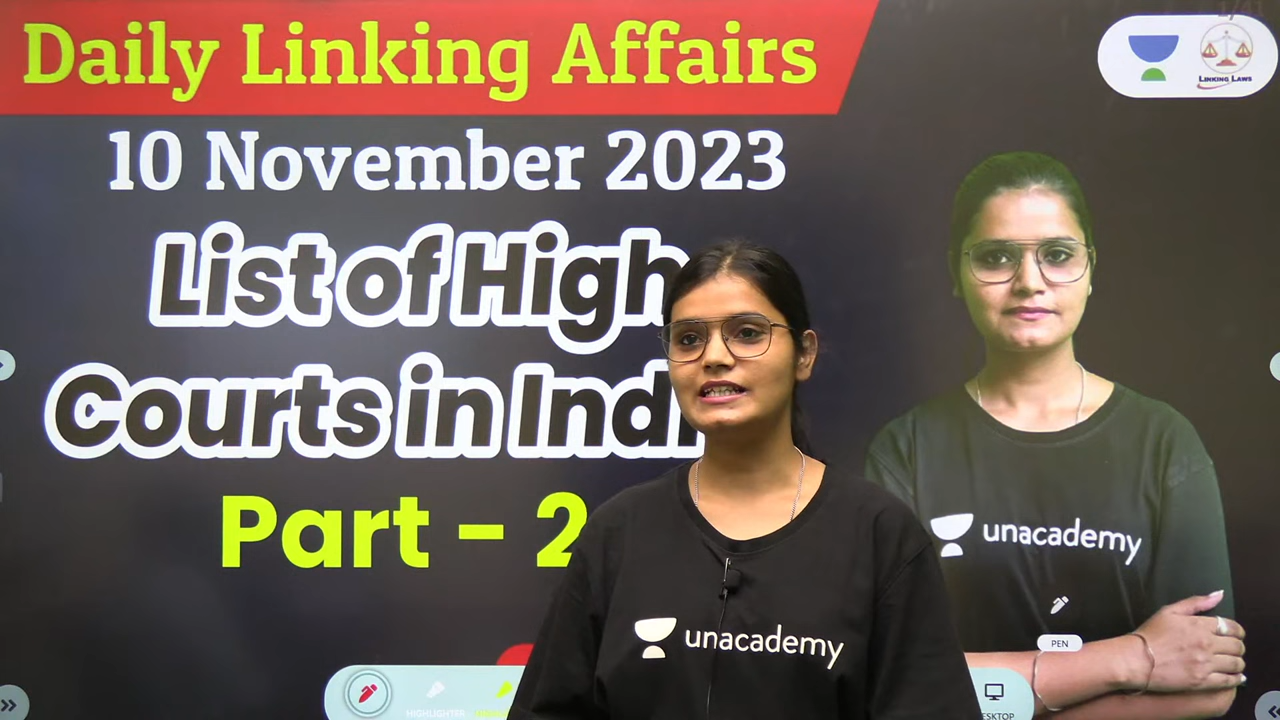 Daily Linking Affairs
10 November 2023
List of High
Courts in Indi
Part - 2
LINKING LAWS
unacademy
unacademy
PEN
HIGHLIGHTER
ESKTOP